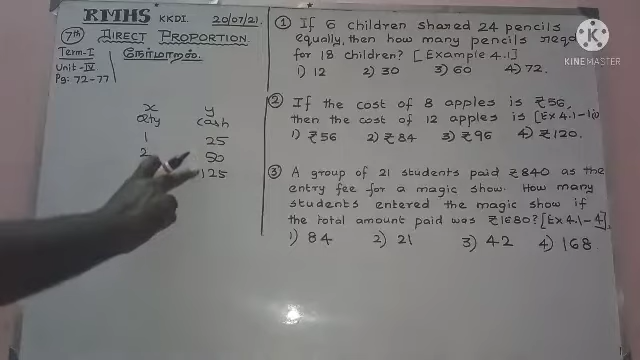 RMHS KKDI. 20/07/21.
7th DIRECT PROPORTION
Term-I நேர்மாறல்.
Unit-IV
Pg: 72-77
x y
Qty cash
1 25
2 50
125
① If 6 children shared 24 pencils
equally, then how many pencils
for 18 children? [Example 4.1]
1) 12 2) 30 3) 60 4) 72.
② If the cost of 8 apples is ₹56,
then the cost of 12 apples is [Ex 4.1-
1) ₹56 2) ₹84 3) ₹96 4) ₹120.
③ A group of 21 students paid ₹840 as the
entry fee for a magic show. How many
students entered the magic show if
the total amount paid was ₹1680? [Ex 4.1-4]
1) 84 2) 21 3) 42 4) 168
K
KINEMASTER